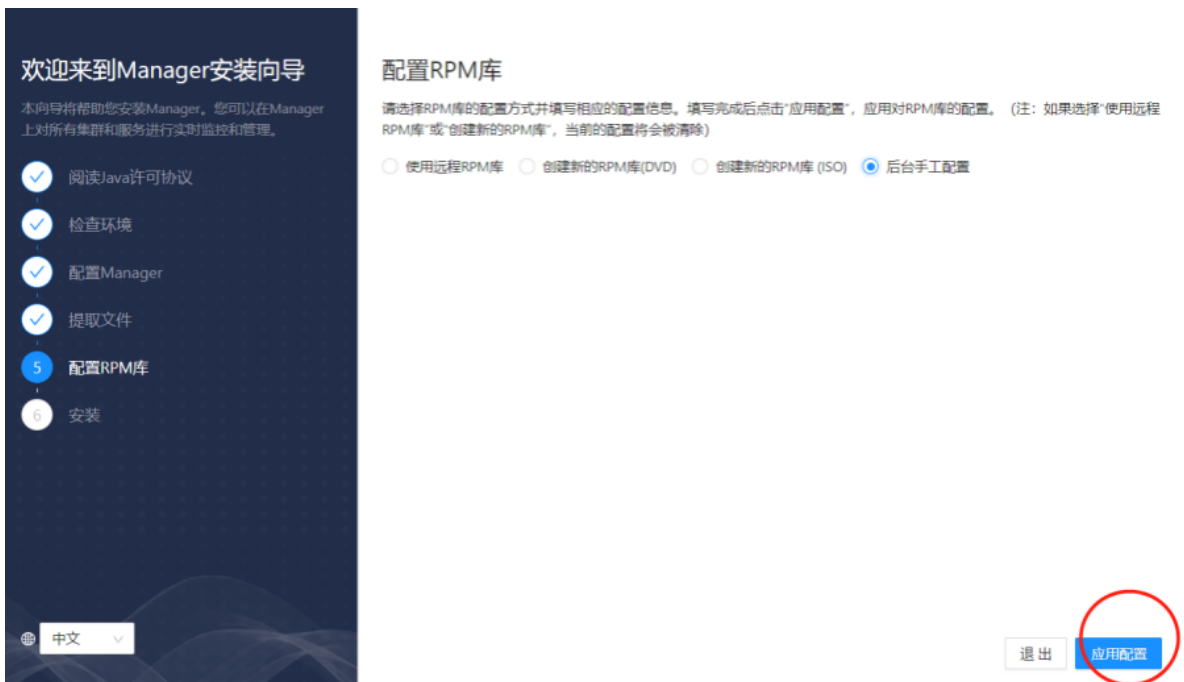 欢迎来到Manager安装向导
本向导将帮助您安装Manager。您可以在Manager
上对所有集群和服务进行实时监控和管理。
阅读Java许可协议
检查环境
配置Manager
提取文件
5 配置RPM库
6 安装
中文
配置RPM库
请选择RPM库的配置方式并填写相应的配置信息。填写完成后点击“应用配置”，应用对RPM库的配置。 (注：如果选择“使用远程
RPM库”或“创建新的RPM库”，当前的配置将会被清除)
使用远程RPM库 创建新的RPM库(DVD) 创建新的RPM库 (ISO) 后台手工配置
退出 应用配置